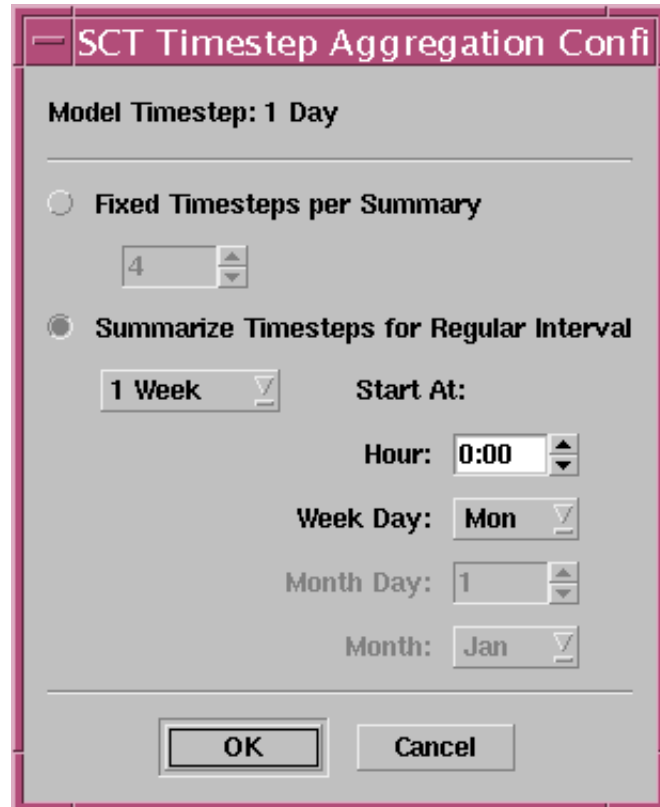 SCT Timestep Aggregation Confi
Model Timestep: 1 Day
Fixed Timesteps per Summary
4
Summarize Timesteps for Regular Interval
1 Week Start At:
Hour: 0:00
Week Day: Mon
Month Day: 1
Month: Jan
OK Cancel